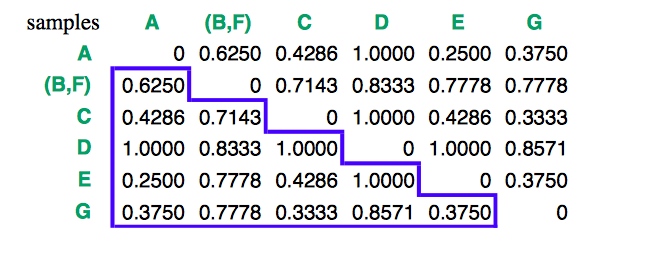 samples A (B,F) C D E G
A 0 0.6250 0.4286 1.0000 0.2500 0.3750
(B,F) 0.6250 0 0.7143 0.8333 0.7778 0.7778
C 0.4286 0.7143 0 1.0000 0.4286 0.3333
D 1.0000 0.8333 1.0000 0 1.0000 0.8571
E 0.2500 0.7778 0.4286 1.0000 0 0.3750
G 0.3750 0.7778 0.3333 0.8571 0.3750 0